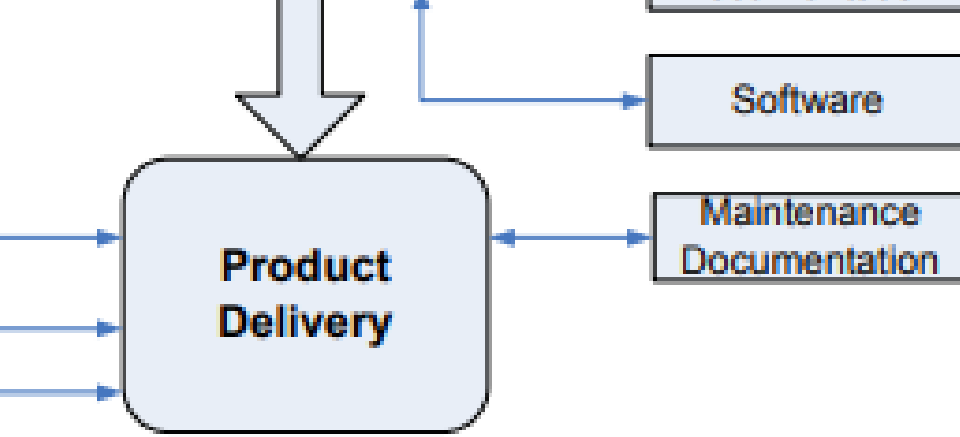 Software
Maintenance
Documentation
Product
Delivery